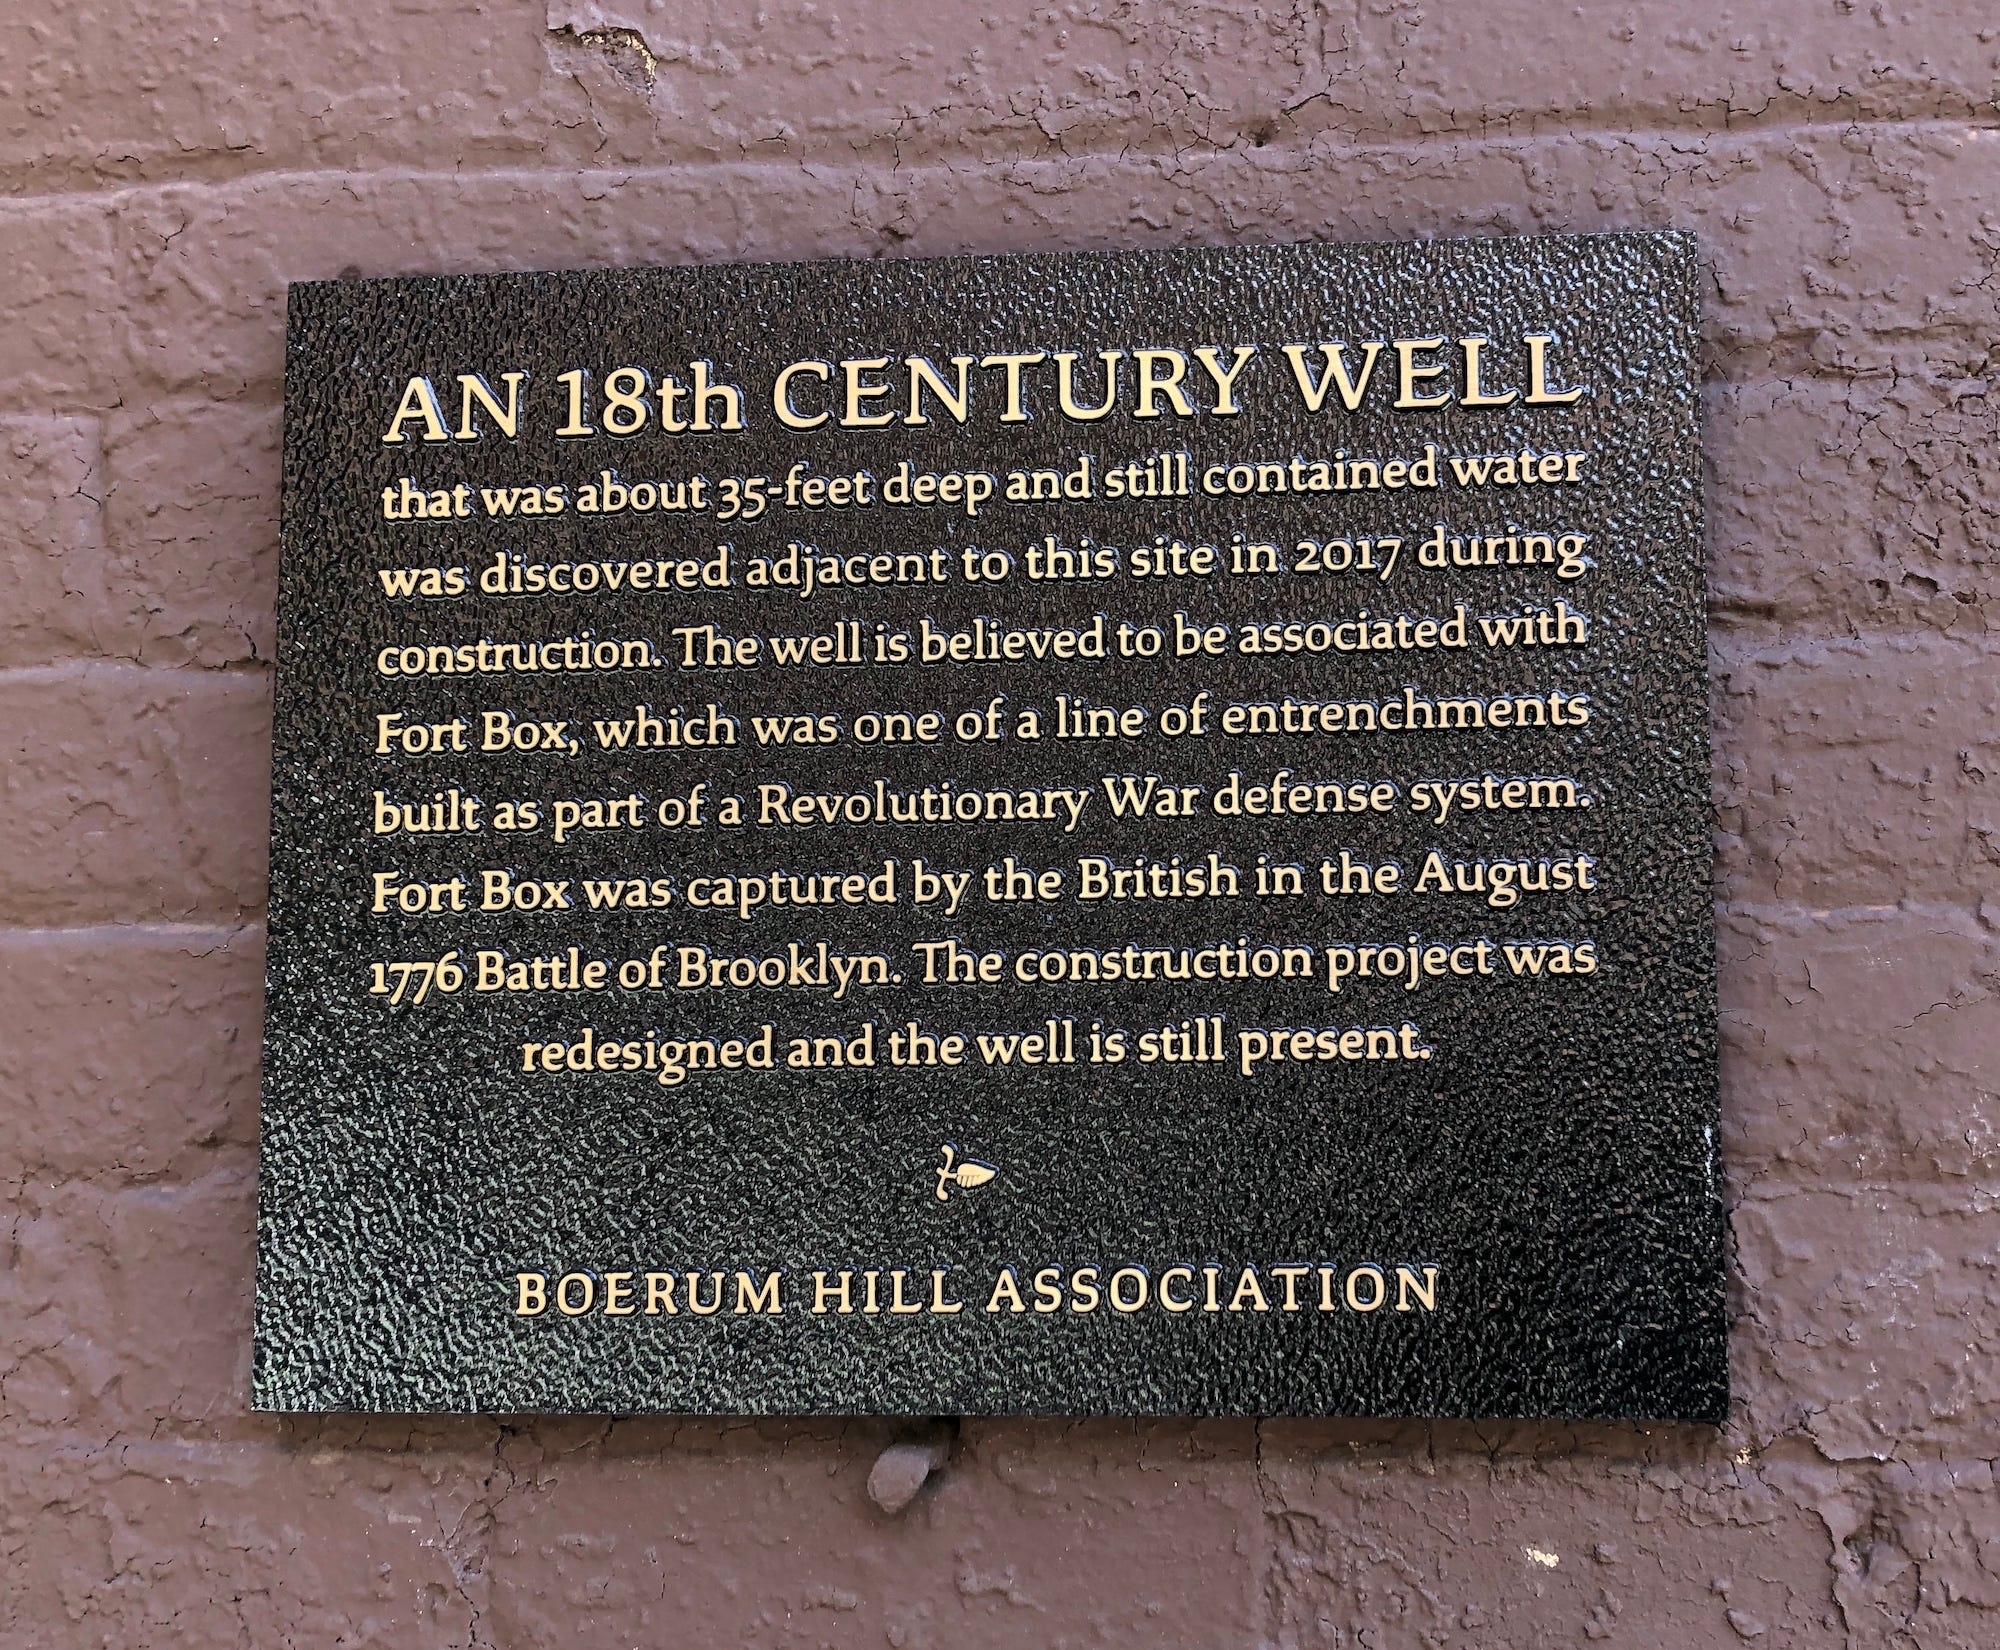 AN 18th CENTURY WELL
that was about 35-feet deep and still contained water
was discovered adjacent to this site in 2017 during
construction. The well is believed to be associated with
Fort Box, which was one of a line of entrenchments
built as part of a Revolutionary War defense system.
Fort Box was captured by the British in the August
1776 Battle of Brooklyn. The construction project was
redesigned and the well is still present.
BOERUM HILL ASSOCIATION